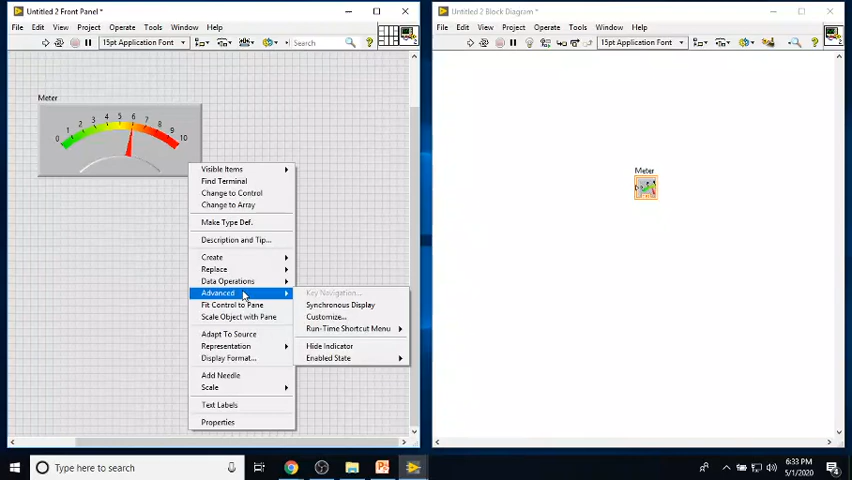 Untitled 2 Front Panel *
File Edit View Project Operate Tools Window Help
15pt Application Font
Search
Meter
0 1 2 3 4 5 6 7 8 9 10
Visible Items
Find Terminal
Change to Control
Change to Array
Make Type Def.
Description and Tip...
Create
Replace
Data Operations
Advanced
Fit Control to Pane
Scale Object with Pane
Adapt To Source
Representation
Display Format...
Add Needle
Scale
Text Labels
Properties
Key Navigation...
Synchronous Display
Customize...
Run-Time Shortcut Menu
Hide Indicator
Enabled State
Untitled 2 Block Diagram *
File Edit View Project Operate Tools Window Help
15pt Application Font
Meter
Type here to search
6:33 PM
5/1/2020
4